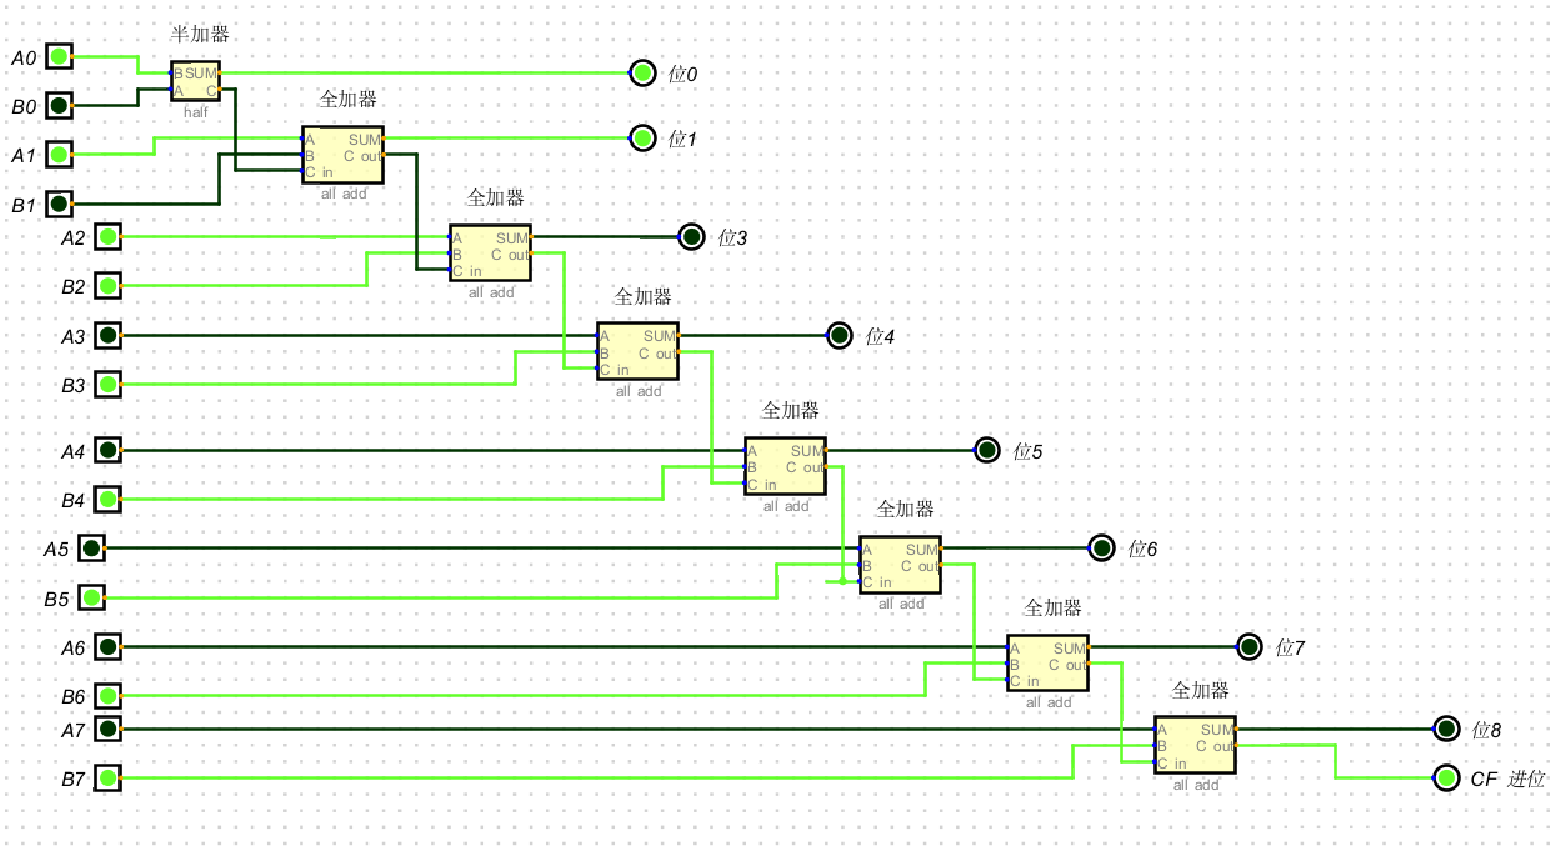 半加器
A0
B SUM
位0
A C
B0
half
全加器
A1
A SUM
位1
B C out
C in
all add
B1
全加器
A2
A SUM
位3
B C out
C in
B2
all add
全加器
A3
A SUM
位4
B C out
C in
B3
all add
全加器
A4
A SUM
位5
B C out
C in
B4
all add
全加器
A5
A SUM
位6
B C out
C in
B5
all add
全加器
A6
A SUM
位7
B C out
C in
B6
all add
全加器
A7
A SUM
位8
B C out
C in
B7
CF 进位
all add